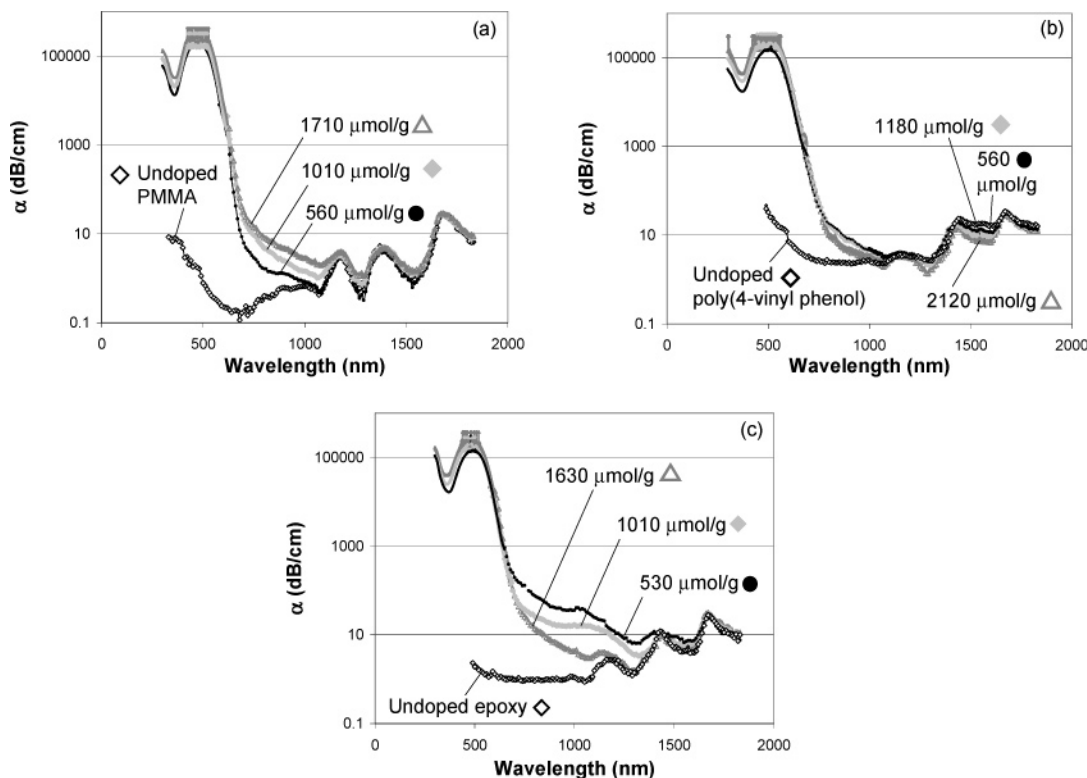 (a)
100000
1000
10
0.1
α (dB/cm)
1710 μmol/g
1010 μmol/g
560 μmol/g
Undoped
PMMA
0 500 1000 1500 2000
Wavelength (nm)
(b)
100000
1000
10
0.1
α (dB/cm)
1180 μmol/g
560
μmol/g
Undoped
poly(4-vinyl phenol)
2120 μmol/g
0 500 1000 1500 2000
Wavelength (nm)
(c)
100000
1000
10
0.1
α (dB/cm)
1630 μmol/g
1010 μmol/g
530 μmol/g
Undoped epoxy
0 500 1000 1500 2000
Wavelength (nm)